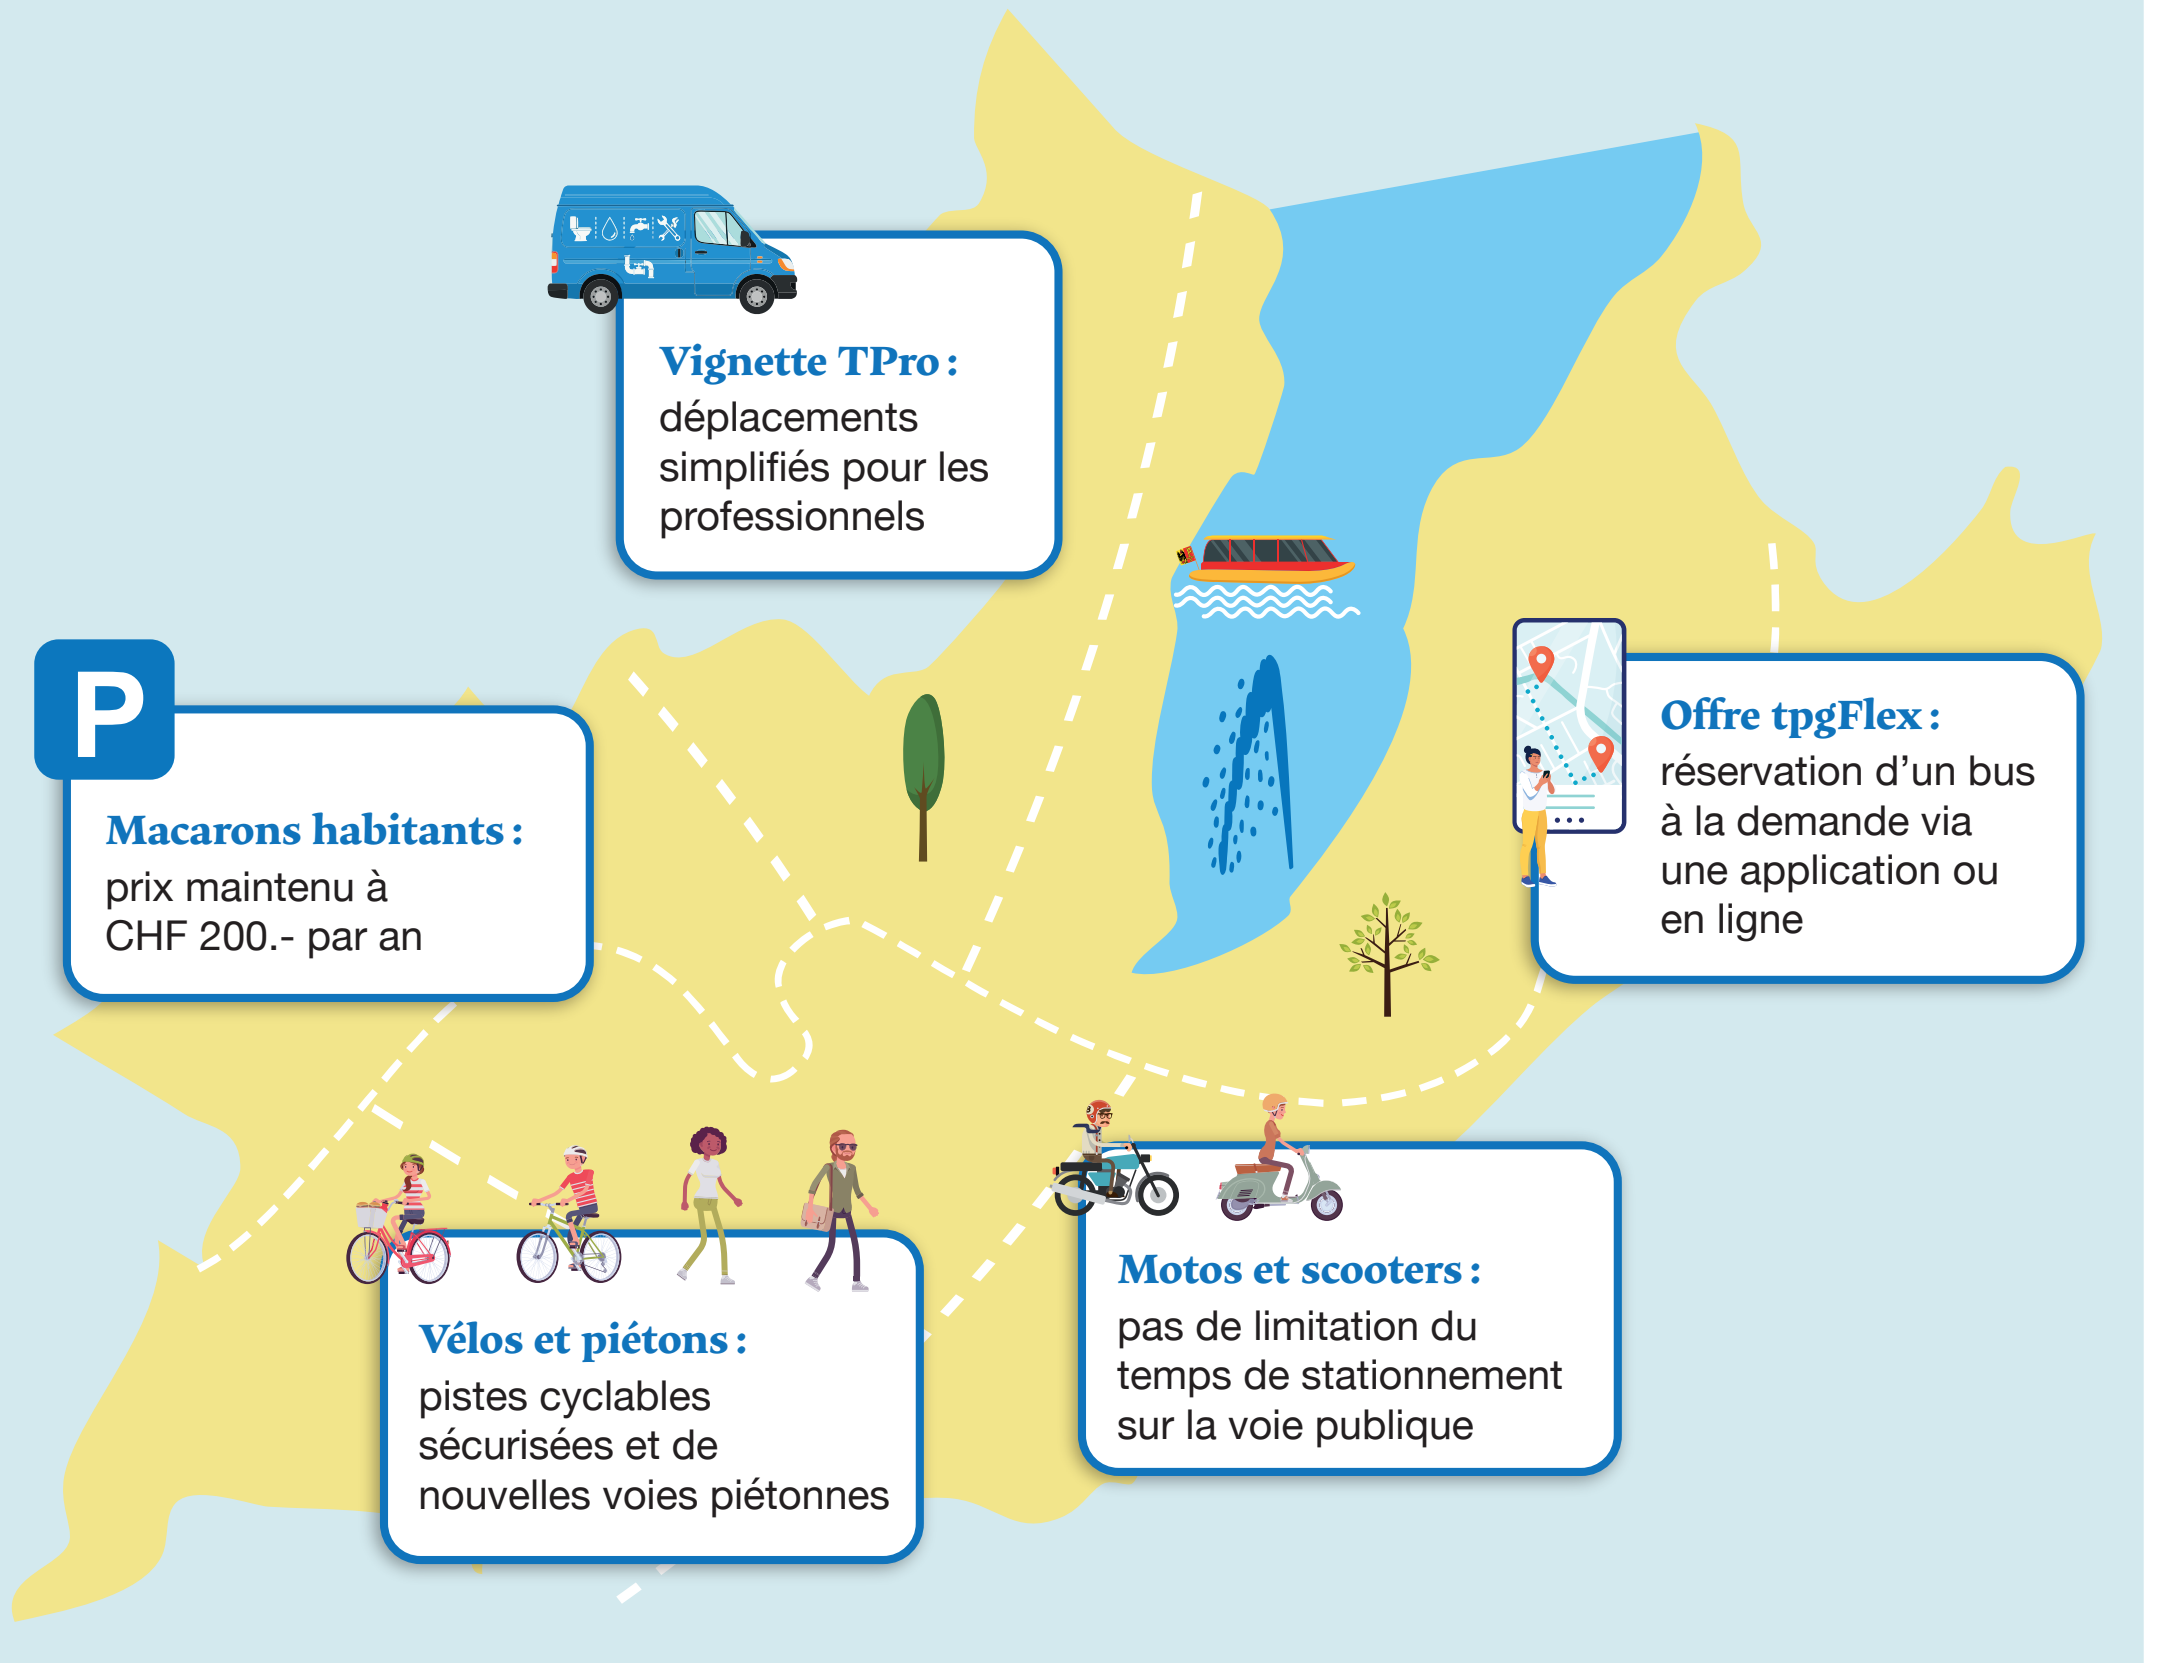 Vignette TPro :
déplacements
simplifiés pour les
professionnels
P
Macarons habitants :
prix maintenu à
CHF 200.- par an
Offre tpgFlex :
réservation d’un bus
à la demande via
une application ou
en ligne
Vélos et piétons :
pistes cyclables
sécurisées et de
nouvelles voies piétonnes
Motos et scooters :
pas de limitation du
temps de stationnement
sur la voie publique